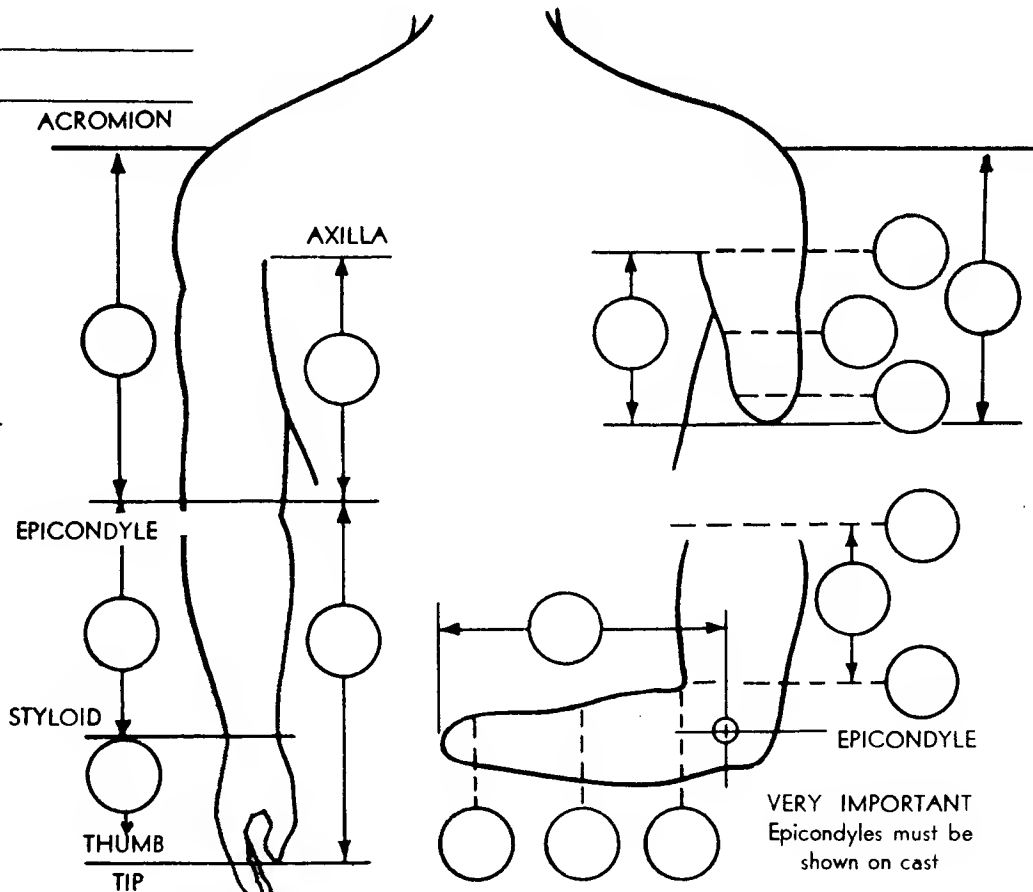 ACROMION
AXILLA
EPICONDYLE
STYLOID
THUMB
TIP
EPICONDYLE
VERY IMPORTANT
Epicondyles must be
shown on cast